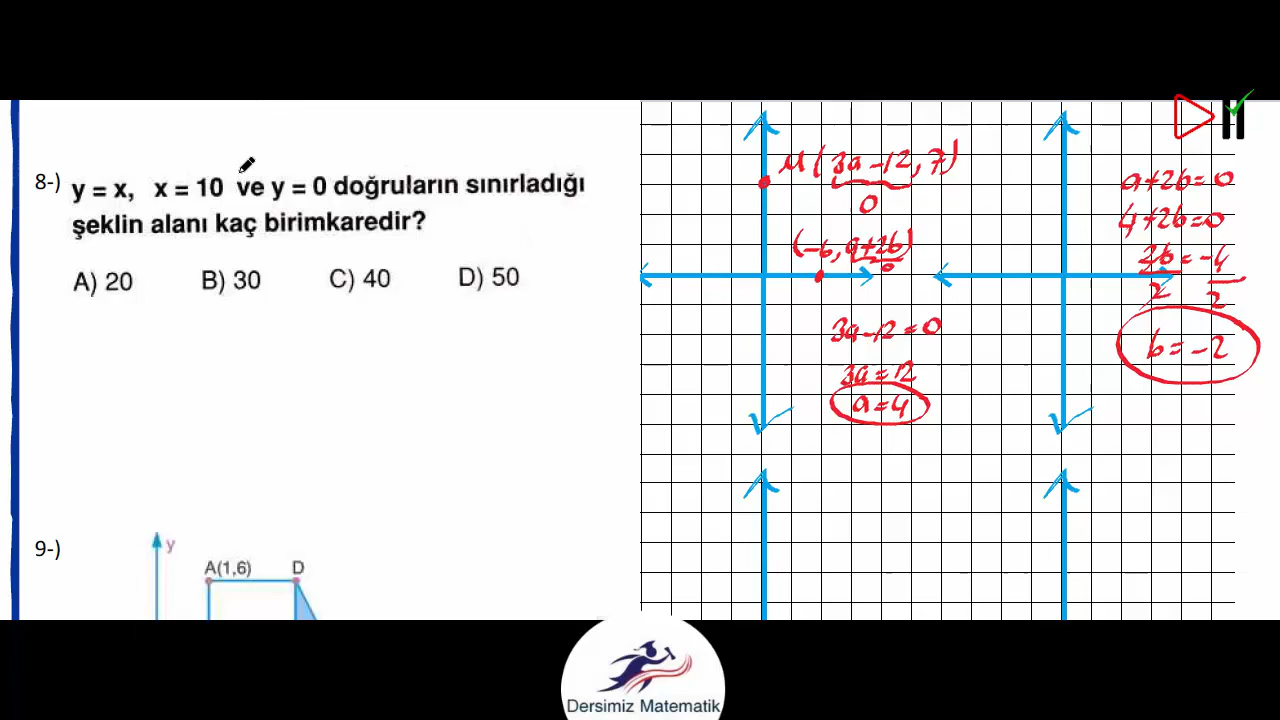 8-) y = x, x = 10 ve y = 0 doğruların sınırladığı
şeklin alanı kaç birimkaredir?
A) 20 B) 30 C) 40 D) 50
9-)
y
A(1,6) D
M(3a-12,7)
0
(-6,a+2b)
0
3a-12=0
3a=12
a=4
a+2b=0
4+2b=0
2b=-4
2 2
b=-2
Dersimiz Matematik